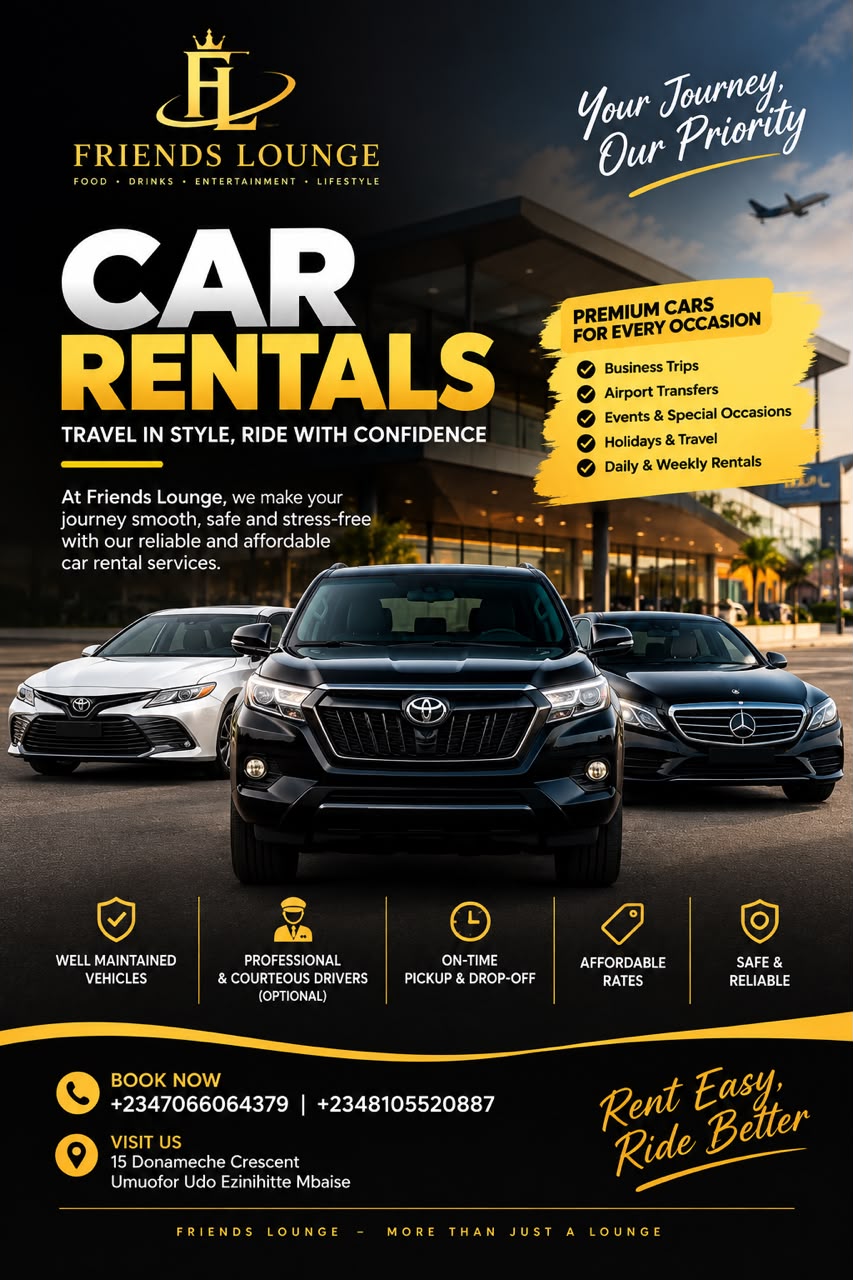 FL
FRIENDS LOUNGE
FOOD • DRINKS • ENTERTAINMENT • LIFESTYLE
Your Journey,
Our Priority
CAR
RENTALS
TRAVEL IN STYLE, RIDE WITH CONFIDENCE
At Friends Lounge, we make your
journey smooth, safe and stress-free
with our reliable and affordable
car rental services.
PREMIUM CARS
FOR EVERY OCCASION
Business Trips
Airport Transfers
Events & Special Occasions
Holidays & Travel
Daily & Weekly Rentals
WELL MAINTAINED
VEHICLES
PROFESSIONAL
& COURTEOUS DRIVERS
(OPTIONAL)
ON-TIME
PICKUP & DROP-OFF
AFFORDABLE
RATES
SAFE &
RELIABLE
BOOK NOW
+2347066064379 | +2348105520887
VISIT US
15 Donameche Crescent
Umuofor Udo Ezinihitte Mbaise
Rent Easy,
Ride Better
FRIENDS LOUNGE – MORE THAN JUST A LOUNGE